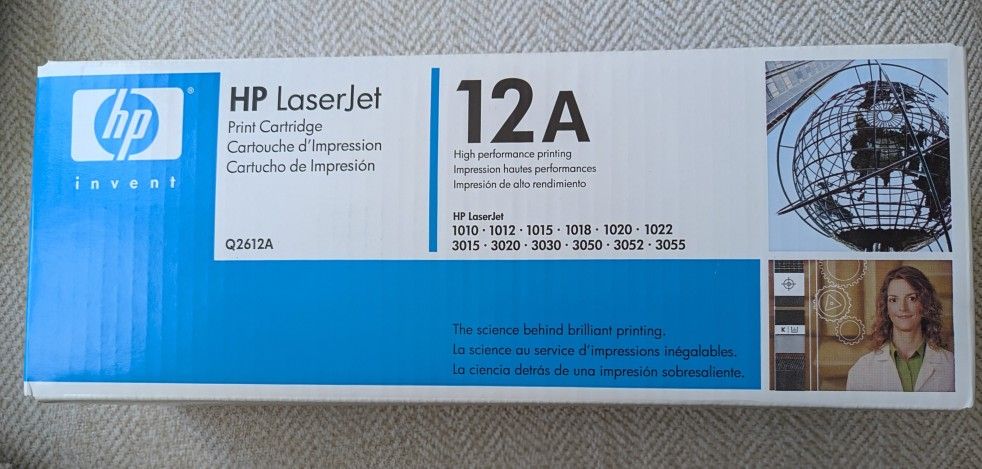 hp®
invent
HP LaserJet
Print Cartridge
Cartouche d'Impression
Cartucho de Impresión
Q2612A
12A
High performance printing
Impression hautes performances
Impresión de alto rendimiento
HP LaserJet
1010 · 1012 · 1015 · 1018 · 1020 · 1022
3015 · 3020 · 3030 · 3050 · 3052 · 3055
The science behind brilliant printing.
La science au service d'impressions inégalables.
La ciencia detrás de una impresión sobresaliente.